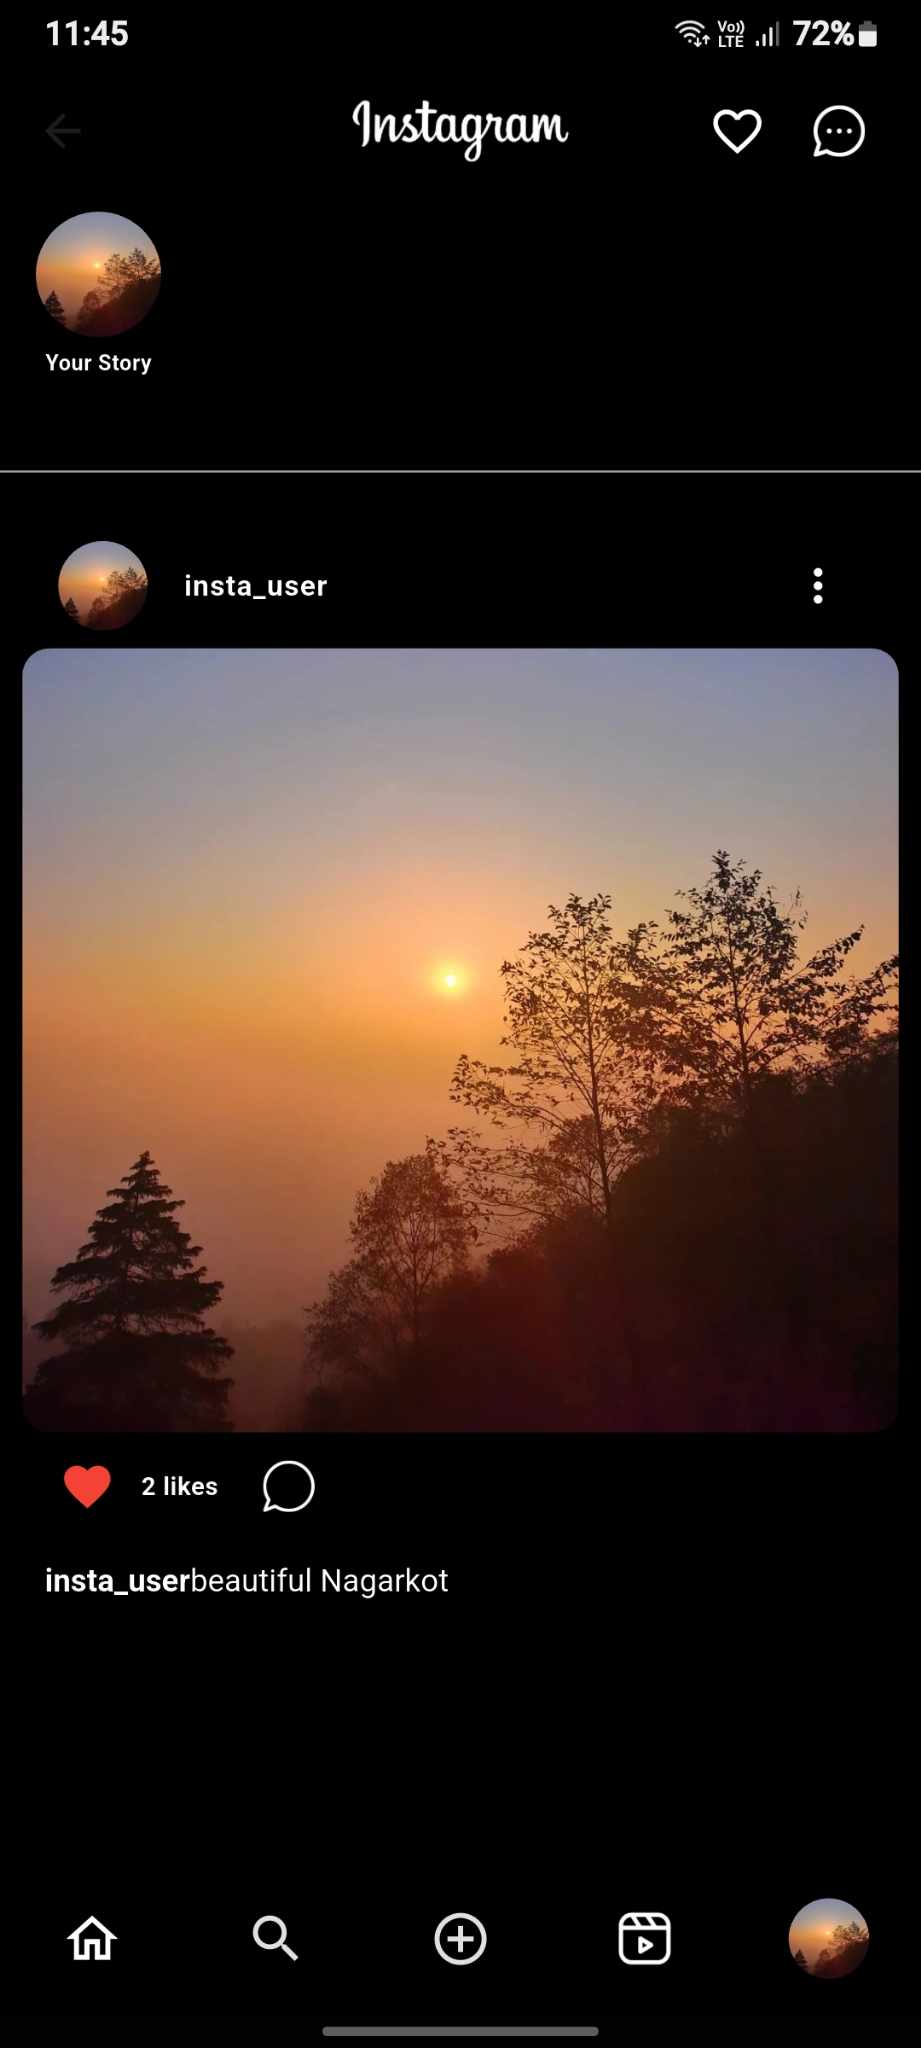 11:45 Vo)) LTE 72%
Instagram
Your Story
insta_user
2 likes
insta_userbeautiful Nagarkot